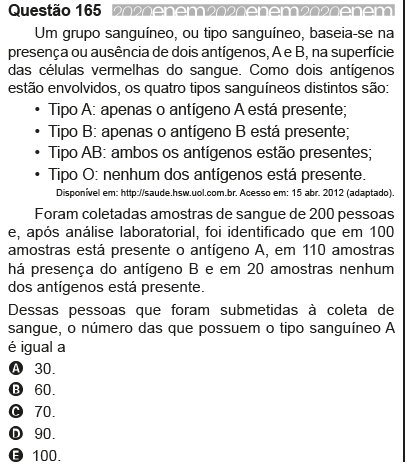 Questão 165 2020enem2020enem2020enem
Um grupo sanguíneo, ou tipo sanguíneo, baseia-se na
presença ou ausência de dois antígenos, A e B, na superfície
das células vermelhas do sangue. Como dois antígenos
estão envolvidos, os quatro tipos sanguíneos distintos são:
• Tipo A: apenas o antígeno A está presente;
• Tipo B: apenas o antígeno B está presente;
• Tipo AB: ambos os antígenos estão presentes;
• Tipo O: nenhum dos antígenos está presente.
Disponível em: http://saude.hsw.uol.com.br. Acesso em: 15 abr. 2012 (adaptado).
Foram coletadas amostras de sangue de 200 pessoas
e, após análise laboratorial, foi identificado que em 100
amostras está presente o antígeno A, em 110 amostras
há presença do antígeno B e em 20 amostras nenhum
dos antígenos está presente.
Dessas pessoas que foram submetidas à coleta de
sangue, o número das que possuem o tipo sanguíneo A
é igual a
A 30.
B 60.
C 70.
D 90.
E 100.